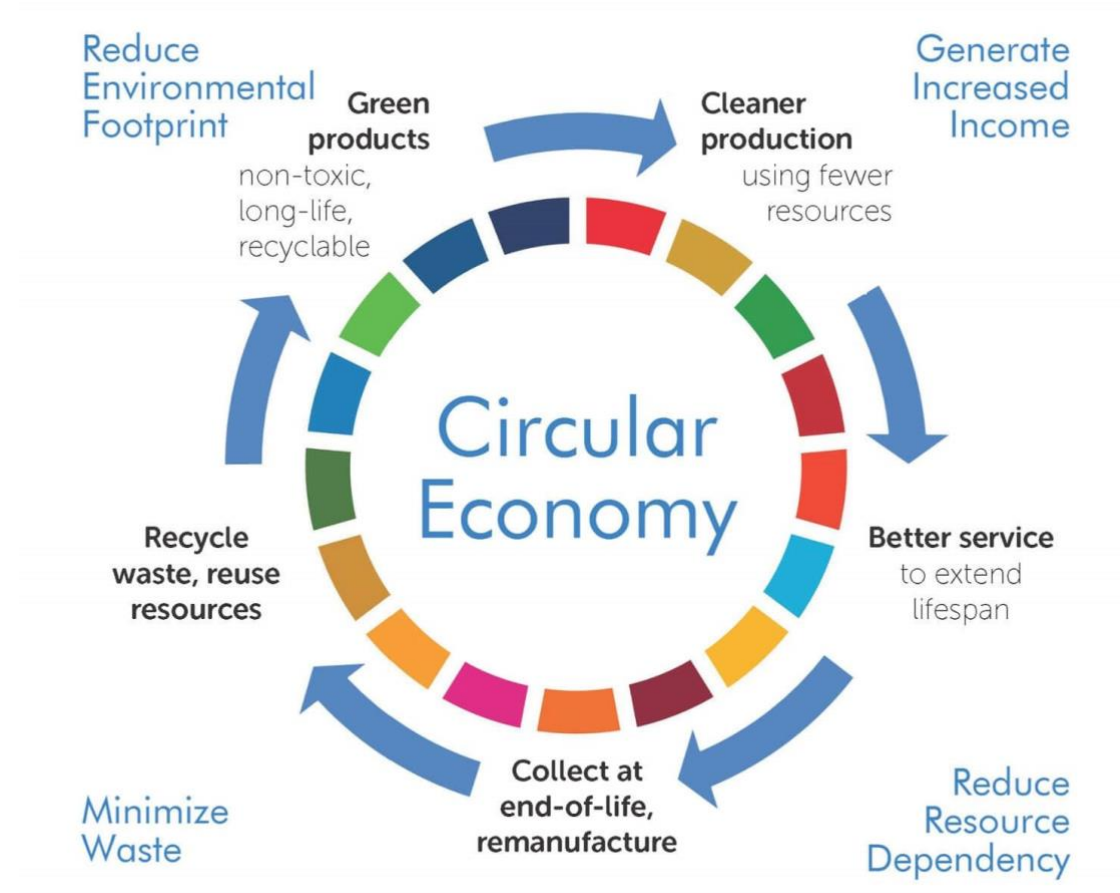 Reduce
Environmental
Footprint
Generate
Increased
Income
Green
products
non-toxic,
long-life,
recyclable
Cleaner
production
using fewer
resources
Circular
Economy
Recycle
waste, reuse
resources
Better service
to extend
lifespan
Collect at
end-of-life,
remanufacture
Minimize
Waste
Reduce
Resource
Dependency